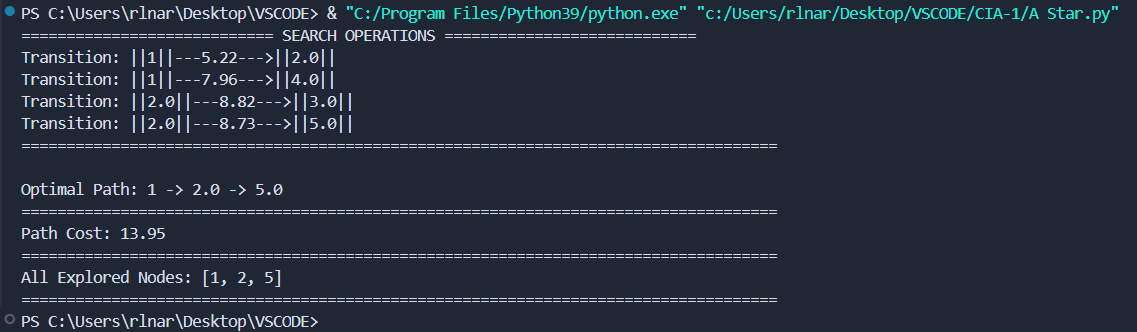 PS C:\Users\rlnar\Desktop\VSCODE> & "C:/Program Files/Python39/python.exe" "c:/Users/rlnar/Desktop/VSCODE/CIA-1/A Star.py"
============================ SEARCH OPERATIONS ============================
Transition: ||1||---5.22--->||2.0||
Transition: ||1||---7.96--->||4.0||
Transition: ||2.0||---8.82--->||3.0||
Transition: ||2.0||---8.73--->||5.0||
====================================================================================
Optimal Path: 1 -> 2.0 -> 5.0
====================================================================================
Path Cost: 13.95
====================================================================================
All Explored Nodes: [1, 2, 5]
====================================================================================
PS C:\Users\rlnar\Desktop\VSCODE>